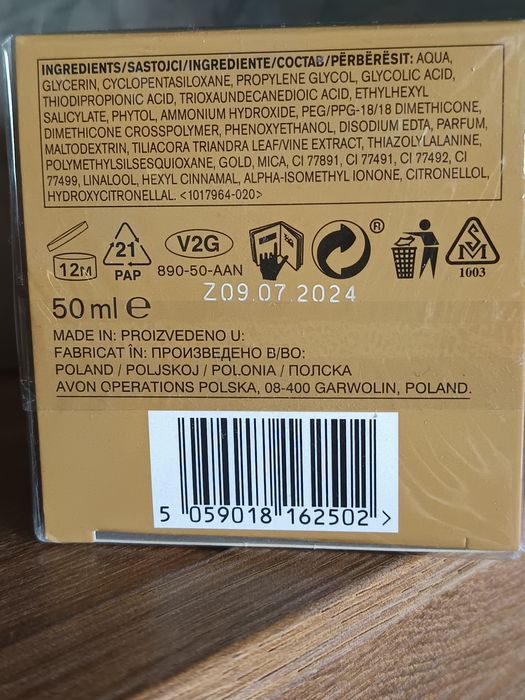 INGREDIENTS/SASTOJCI/INGREDIENTE/СОСТАВ/PËRBËRËSIT: AQUA,
GLYCERIN, CYCLOPENTASILOXANE, PROPYLENE GLYCOL, GLYCOLIC ACID,
THIODIPROPIONIC ACID, TRIOXAUNDECANEDIOIC ACID, ETHYLHEXYL
SALICYLATE, PHYTOL, AMMONIUM HYDROXIDE, PEG/PPG-18/18 DIMETHICONE,
DIMETHICONE CROSSPOLYMER, PHENOXYETHANOL, DISODIUM EDTA, PARFUM,
MALTODEXTRIN, TILIACORA TRIANDRA LEAF/VINE EXTRACT, THIAZOLYLALANINE,
POLYMETHYLSILSESQUIOXANE, GOLD, MICA, CI 77891, CI 77491, CI 77492, CI
77499, LINALOOL, HEXYL CINNAMAL, ALPHA-ISOMETHYL IONONE, CITRONELLOL,
HYDROXYCITRONELLAL. <1017964-020>
12M
21
PAP
V2G
890-50-AAN
®
1603
Z09.07.2024
50 ml e
MADE IN: PROIZVEDENO U:
FABRICAT ÎN: ПРОИЗВЕДЕНО В/ВО:
POLAND / POLJSKOJ / POLONIA / ПОЛСКА
AVON OPERATIONS POLSKA, 08-400 GARWOLIN, POLAND.
5 059018 162502 >